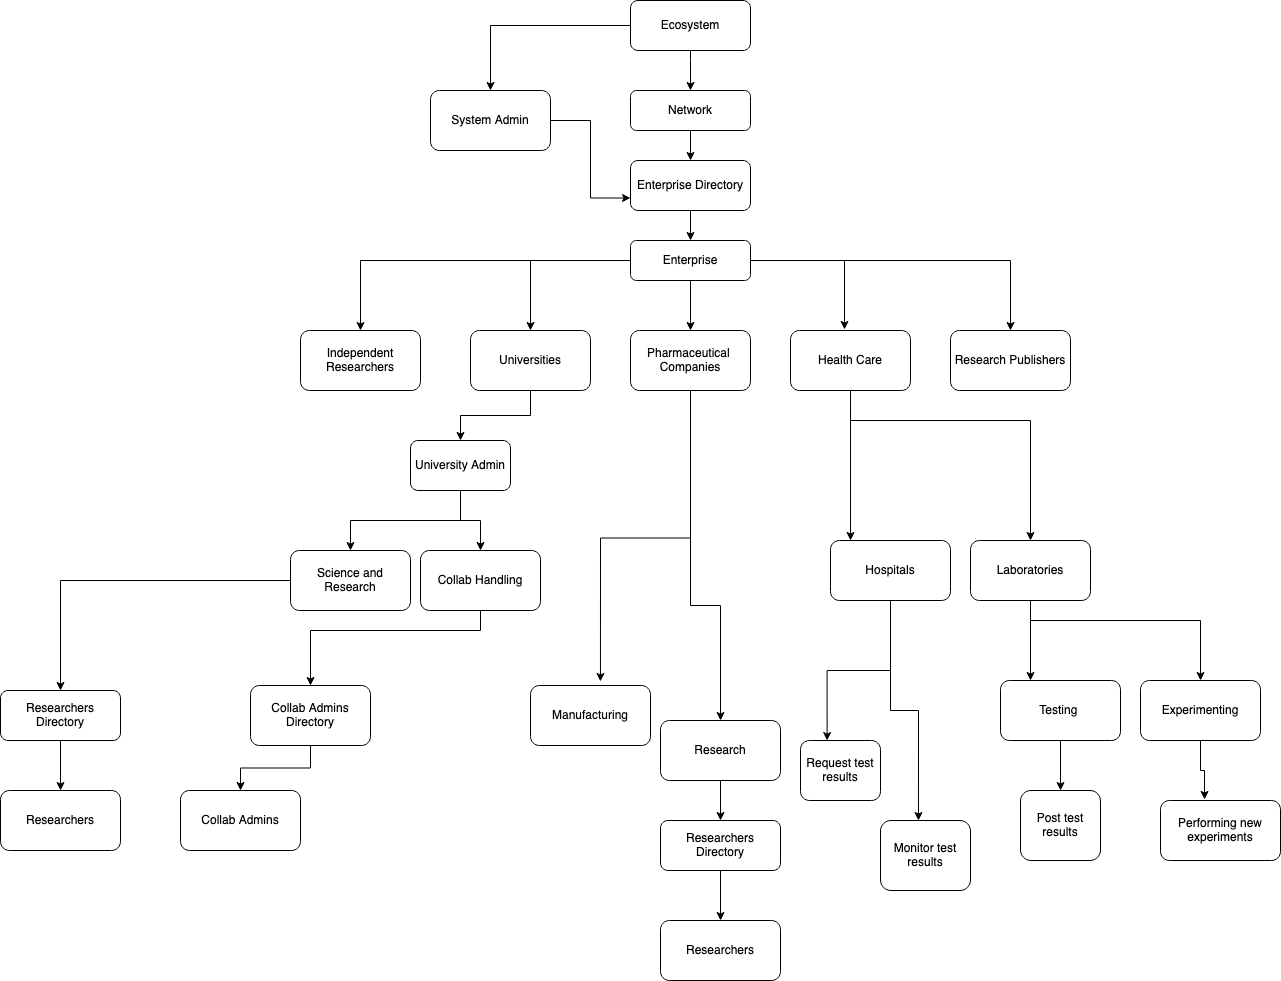 Ecosystem
System Admin
Network
Enterprise Directory
Enterprise
Independent
Researchers
Universities
Pharmaceutical
Companies
Health Care
Research Publishers
University Admin
Science and
Research
Collab Handling
Hospitals
Laboratories
Researchers
Directory
Collab Admins
Directory
Manufacturing
Research
Testing
Experimenting
Request test
results
Researchers
Collab Admins
Researchers
Directory
Monitor test
results
Post test
results
Performing new
experiments
Researchers